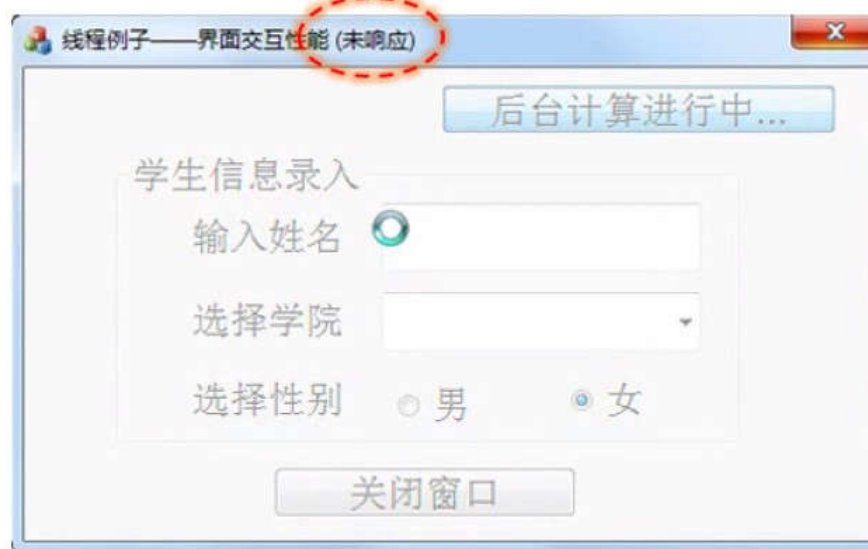 线程例子——界面交互性能 (未响应)
后台计算进行中...
学生信息录入
输入姓名
选择学院
选择性别 男 女
关闭窗口